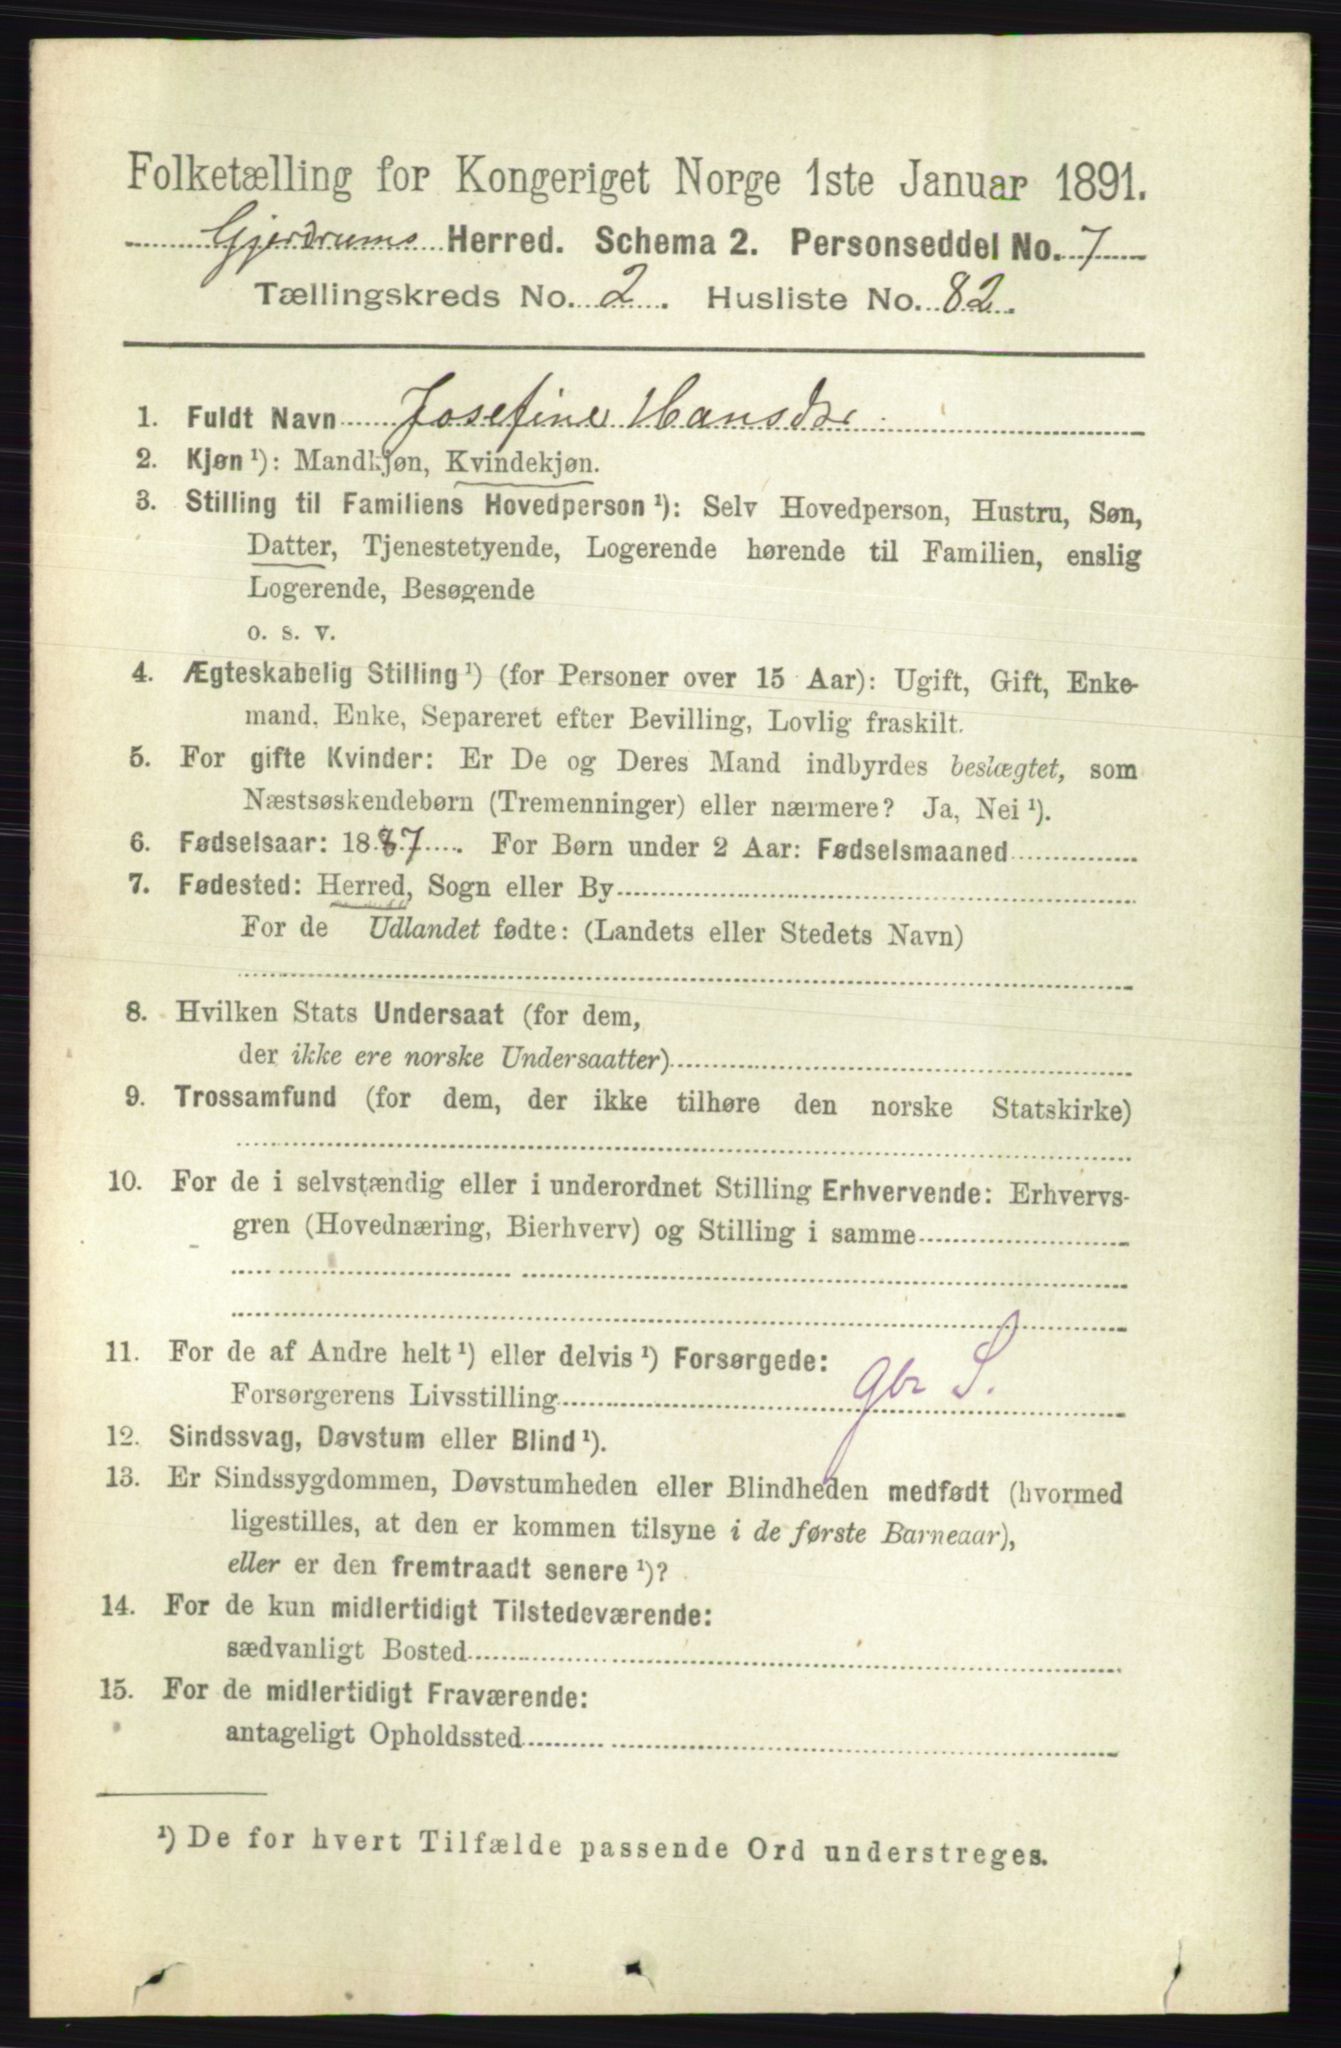 Folketælling for Kongeriget Norge 1ste Januar 1891.
Gjerdrums Herred. Schema 2. Personseddel No. 7
Tællingskreds No. 2. Husliste No. 82.
1. Fuldt Navn Josefine Hansdtr
2. Kjøn ¹): Mandkjøn, Kvindekjøn.
3. Stilling til Familiens Hovedperson ¹): Selv Hovedperson, Hustru, Søn,
Datter, Tjenestetyende, Logerende hørende til Familien, enslig
Logerende, Besøgende
o. s. v.
4. Ægteskabelig Stilling ¹) (for Personer over 15 Aar): Ugift, Gift, Enke-
mand, Enke, Separeret efter Bevilling, Lovlig fraskilt.
5. For gifte Kvinder: Er De og Deres Mand indbyrdes beslægtet, som
Næstsøskendebørn (Tremenninger) eller nærmere? Ja, Nei ¹).
6. Fødselsaar: 1887. For Børn under 2 Aar: Fødselsmaaned
7. Fødested: Herred, Sogn eller By
For de Udlandet fødte: (Landets eller Stedets Navn)
8. Hvilken Stats Undersaat (for dem,
der ikke ere norske Undersaatter)
9. Trossamfund (for dem, der ikke tilhøre den norske Statskirke)
10. For de i selvstændig eller i underordnet Stilling Erhvervende: Erhvervs-
gren (Hovednæring, Bierhverv) og Stilling i samme
11. For de af Andre helt ¹) eller delvis ¹) Forsørgede:
Forsørgerens Livsstilling gbr S.
12. Sindssvag, Døvstum eller Blind ¹).
13. Er Sindssygdommen, Døvstumheden eller Blindheden medfødt (hvormed
ligestilles, at den er kommen tilsyne i de første Barneaar),
eller er den fremtraadt senere ¹)?
14. For de kun midlertidigt Tilstedeværende:
sædvanligt Bosted
15. For de midlertidigt Fraværende:
antageligt Opholdssted
¹) De for hvert Tilfælde passende Ord understreges.